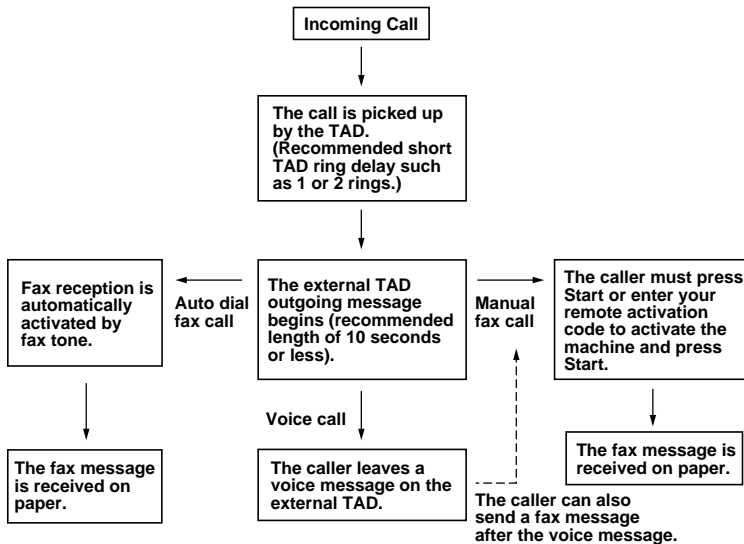 Incoming Call
The call is picked up
by the TAD.
(Recommended short
TAD ring delay such
as 1 or 2 rings.)
Fax reception is
automatically
activated by
fax tone.
Auto dial
fax call
The external TAD
outgoing message
begins (recommended
length of 10 seconds
or less).
Manual
fax call
The caller must press
Start or enter your
remote activation
code to activate the
machine and press
Start.
Voice call
The fax message
is received on
paper.
The caller leaves a
voice message on the
external TAD.
The fax message is
received on paper.
The caller can also
send a fax message
after the voice message.